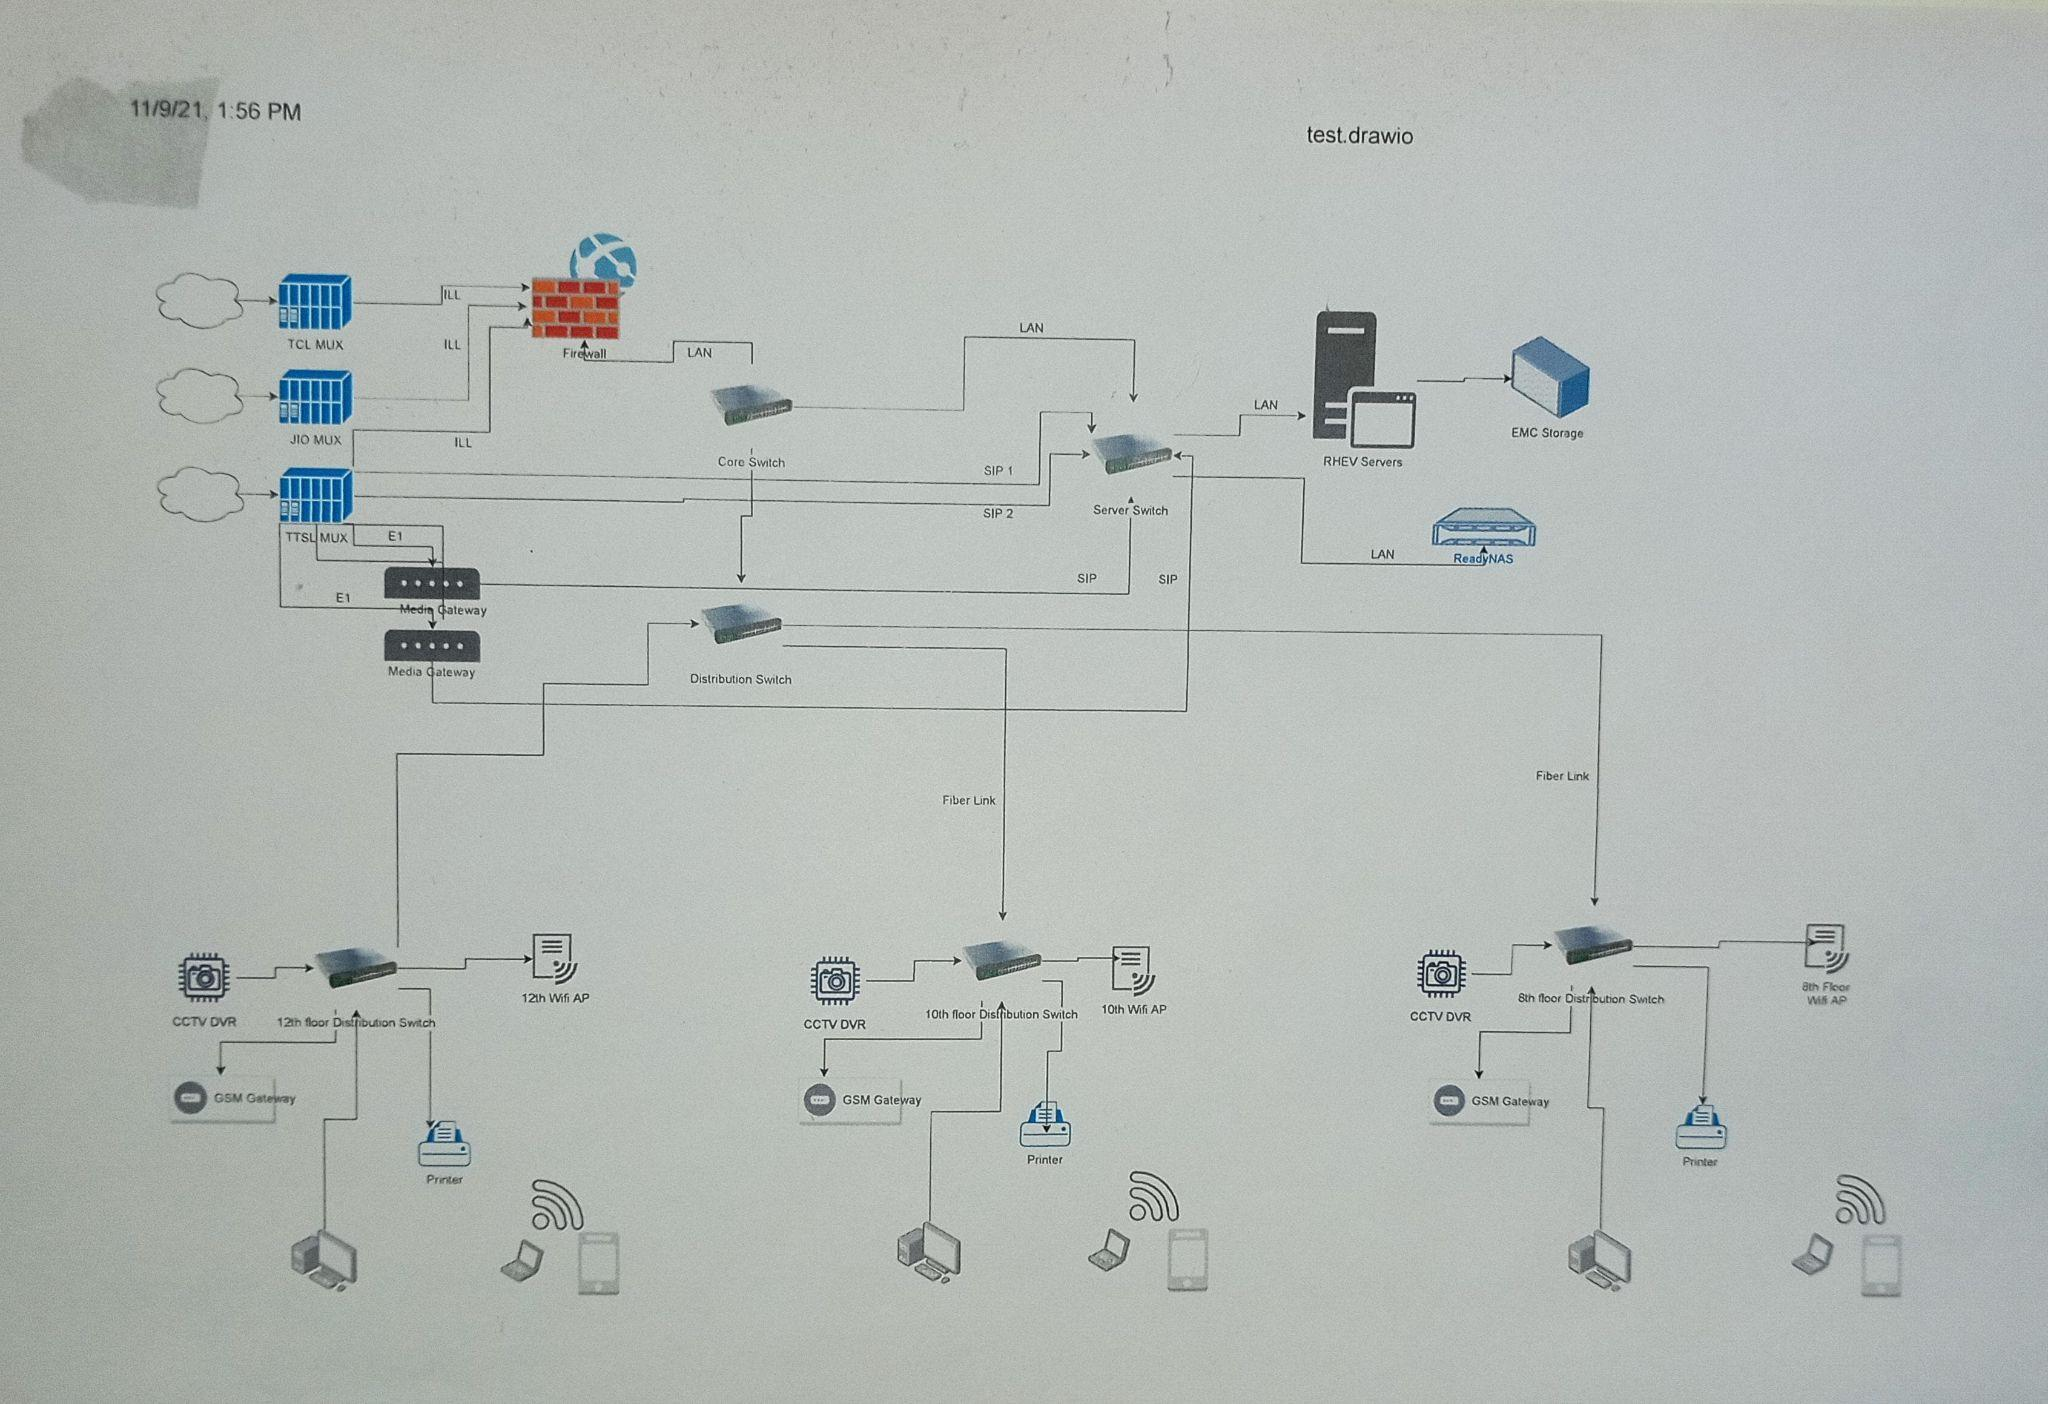 11/9/21, 1:56 PM
test.drawio
TCL MUX
ILL
Firewall
LAN
LAN
ILL
JIO MUX
ILL
Core Switch
SIP 1
SIP 2
LAN
RHEV Servers
EMC Storage
Server Switch
TTSL MUX
E1
E1
Media Gateway
Media Gateway
SIP
SIP
LAN
ReadyNAS
Distribution Switch
Fiber Link
Fiber Link
CCTV DVR
12th floor Distribution Switch
12th Wifi AP
GSM Gateway
Printer
CCTV DVR
10th floor Distribution Switch
10th Wifi AP
GSM Gateway
Printer
CCTV DVR
8th floor Distribution Switch
8th Floor
Wifi AP
GSM Gateway
Printer